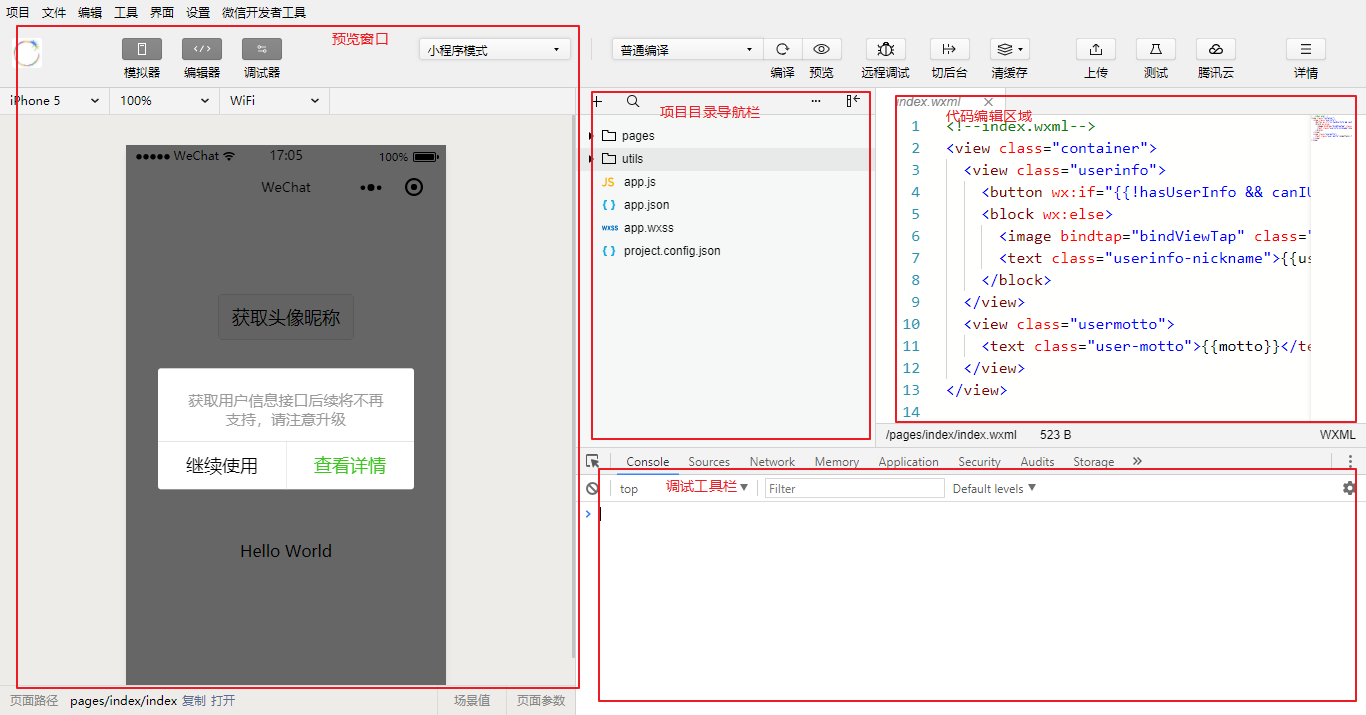 项目 文件 编辑 工具 界面 设置 微信开发者工具
预览窗口
小程序模式
普通编译
模拟器 编辑器 调试器
编译 预览 远程调试 切后台 清缓存 上传 测试 腾讯云 详情
iPhone 5 100% WiFi
WeChat 17:05 100%
WeChat
获取头像昵称
获取用户信息接口后续将不再
支持，请注意升级
继续使用 查看详情
Hello World
页面路径 pages/index/index 复制 打开 场景值 页面参数
项目目录导航栏
pages
utils
JS app.js
{ } app.json
wxss app.wxss
{ } project.config.json
index.wxml
代码编辑区域
1 <!--index.wxml-->
2 <view class="container">
3 <view class="userinfo">
4 <button wx:if="{{!hasUserInfo && canIU
5 <block wx:else>
6 <image bindtap="bindViewTap" class="
7 <text class="userinfo-nickname">{{us
8 </block>
9 </view>
10 <view class="usermotto">
11 <text class="user-motto">{{motto}}</te
12 </view>
13 </view>
14
/pages/index/index.wxml 523 B WXML
Console Sources Network Memory Application Security Audits Storage
top 调试工具栏 Filter Default levels